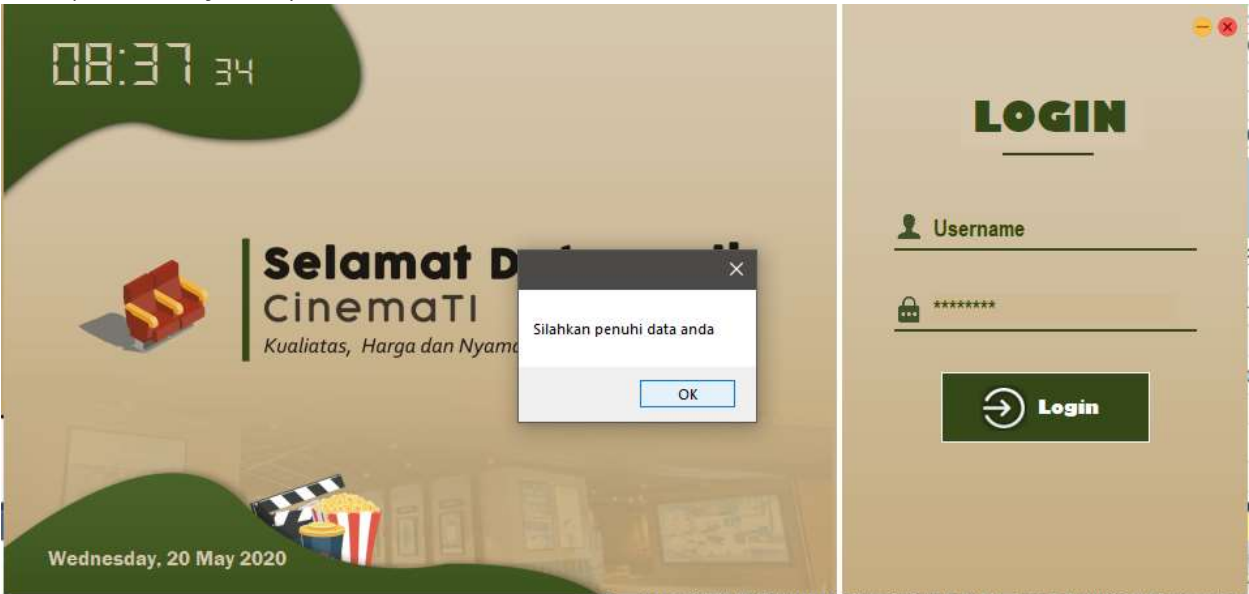 08:37 34
Selamat D
CinemaTI
Kualiatas, Harga dan Nyama
Wednesday, 20 May 2020
Silahkan penuhi data anda
OK
LOGIN
Username
********
Login